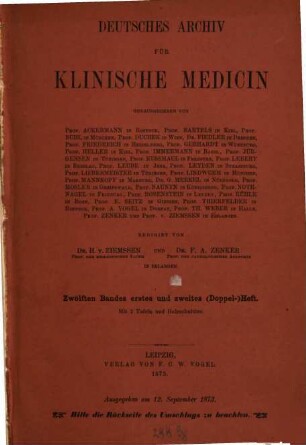 DEUTSCHES ARCHIV
FÜR
KLINISCHE MEDICIN
HERAUSGEGEBEN VON
PROF. ACKERMANN IN ROSTOCK, PROF. BARTELS IN KIEL, PROF.
BUHL IN MÜNCHEN, PROF. DUCHEK IN WIEN, DR. FIEDLER IN DRESDEN,
PROF. FRIEDREICH IN HEIDELBERG, PROF. GERHARDT IN WÜRZBURG,
PROF. HELLER IN KIEL, PROF. IMMERMANN IN BASEL, PROF. JÜR-
GENSEN IN TÜBINGEN, PROF. KUSSMAUL IN FREIBURG, PROF. LEBERT
IN BRESLAU, PROF. LEUBE IN JENA, PROF. LEYDEN IN STRASSBURG,
PROF. LIEBERMEISTER IN TÜBINGEN, PROF. LINDWURM IN MÜNCHEN,
PROF. MANNKOPFF IN MARBURG, DR. G. MERKEL IN NÜRNBERG, PROF.
MOSLER IN GREIFSWALD, PROF. NAUNYN IN KÖNIGSBERG, PROF. NOTH-
NAGEL IN FREIBURG, PROF. ROSENSTEIN IN LEYDEN, PROF. RÜHLE
IN BONN, PROF. E. SEITZ IN GIESSEN, PROF. THIERFELDER IN
ROSTOCK, PROF. A. VOGEL IN DORPAT, PROF. TH. WEBER IN HALLE,
PROF. ZENKER UND PROF. V. ZIEMSSEN IN ERLANGEN.
REDIGIRT VON
DR. H. V. ZIEMSSEN UND DR. F. A. ZENKER
IN ERLANGEN.
Zwölften Bandes erstes und zweites (Doppel-)Heft.
Mit 3 Tafeln und Holzschnitten.
LEIPZIG,
VERLAG VON F. C. W. VOGEL.
1873.
Ausgegeben am 12. September 1873.
Bitte die Rückseite des Umschlags zu beachten.